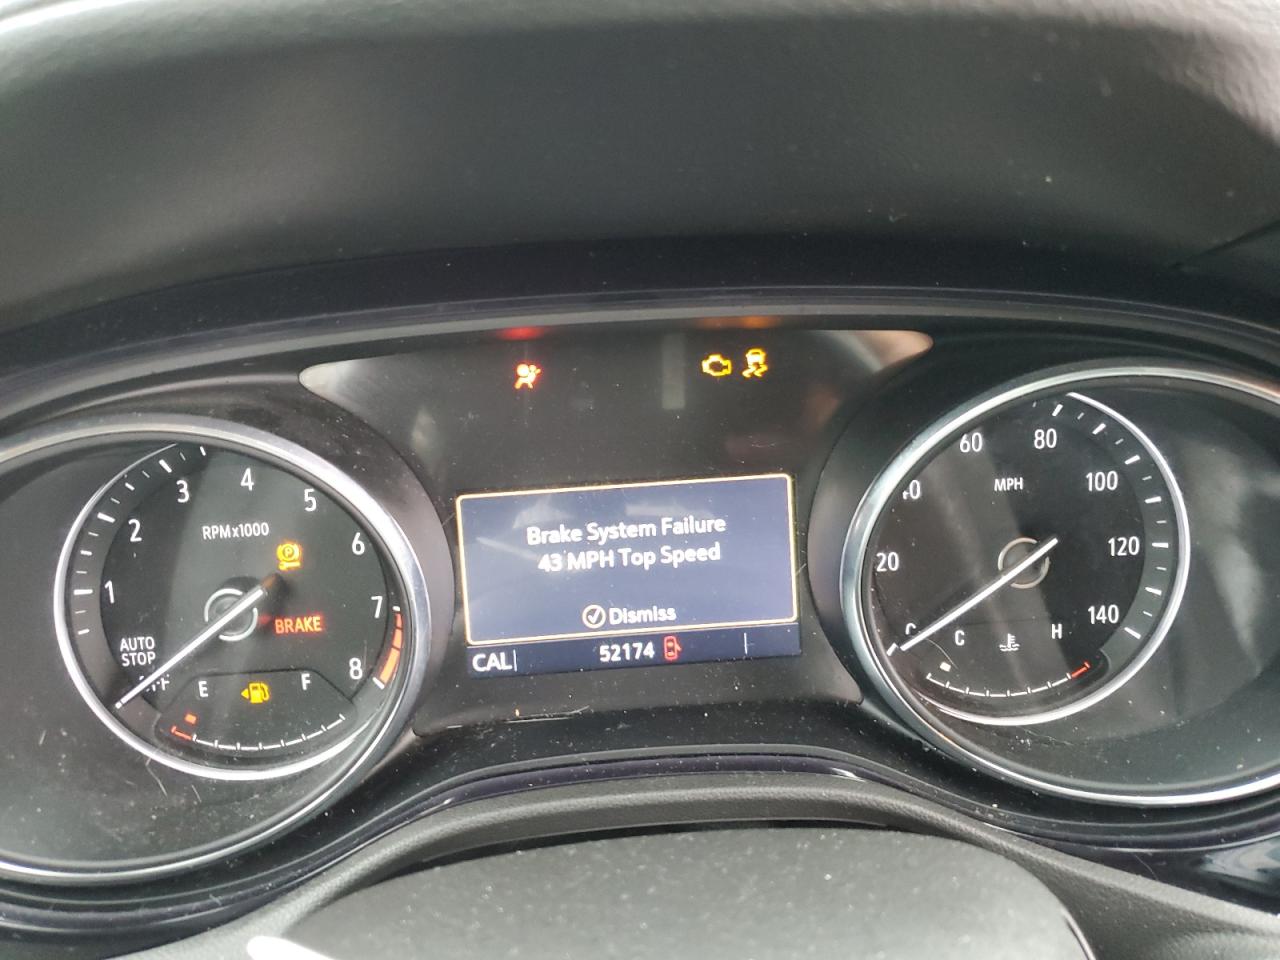 1
2
3
4
5
6
7
8
RPMx1000
P
BRAKE
AUTO
STOP
E
F
Brake System Failure
43 MPH Top Speed
Dismiss
CAL
52174
20
60
80
100
120
140
MPH
C
H